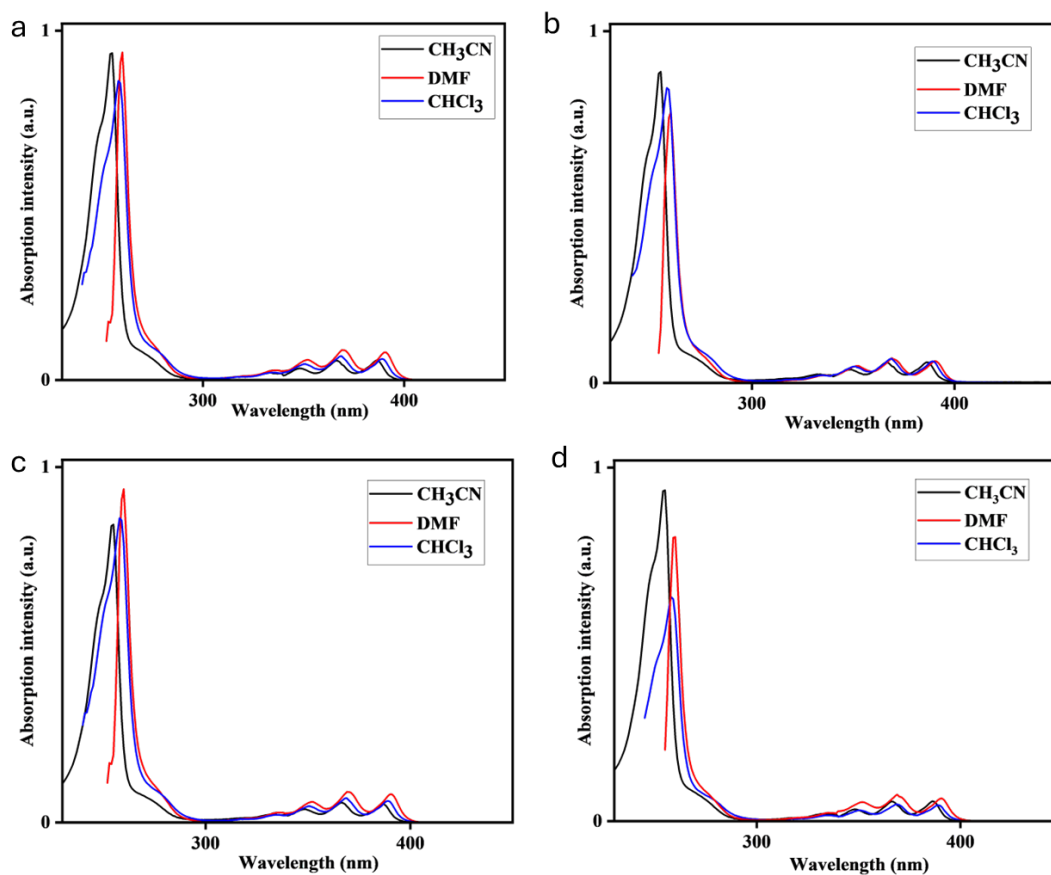 a
1
CH₃CN
DMF
CHCl₃
Absorption intensity (a.u.)
0
300
400
Wavelength (nm)
b
1
CH₃CN
DMF
CHCl₃
Absorption intensity (a.u.)
0
300
400
Wavelength (nm)
c
1
CH₃CN
DMF
CHCl₃
Absorption intensity (a.u.)
0
300
400
Wavelength (nm)
d
1
CH₃CN
DMF
CHCl₃
Absorption intensity (a.u.)
0
300
400
Wavelength (nm)